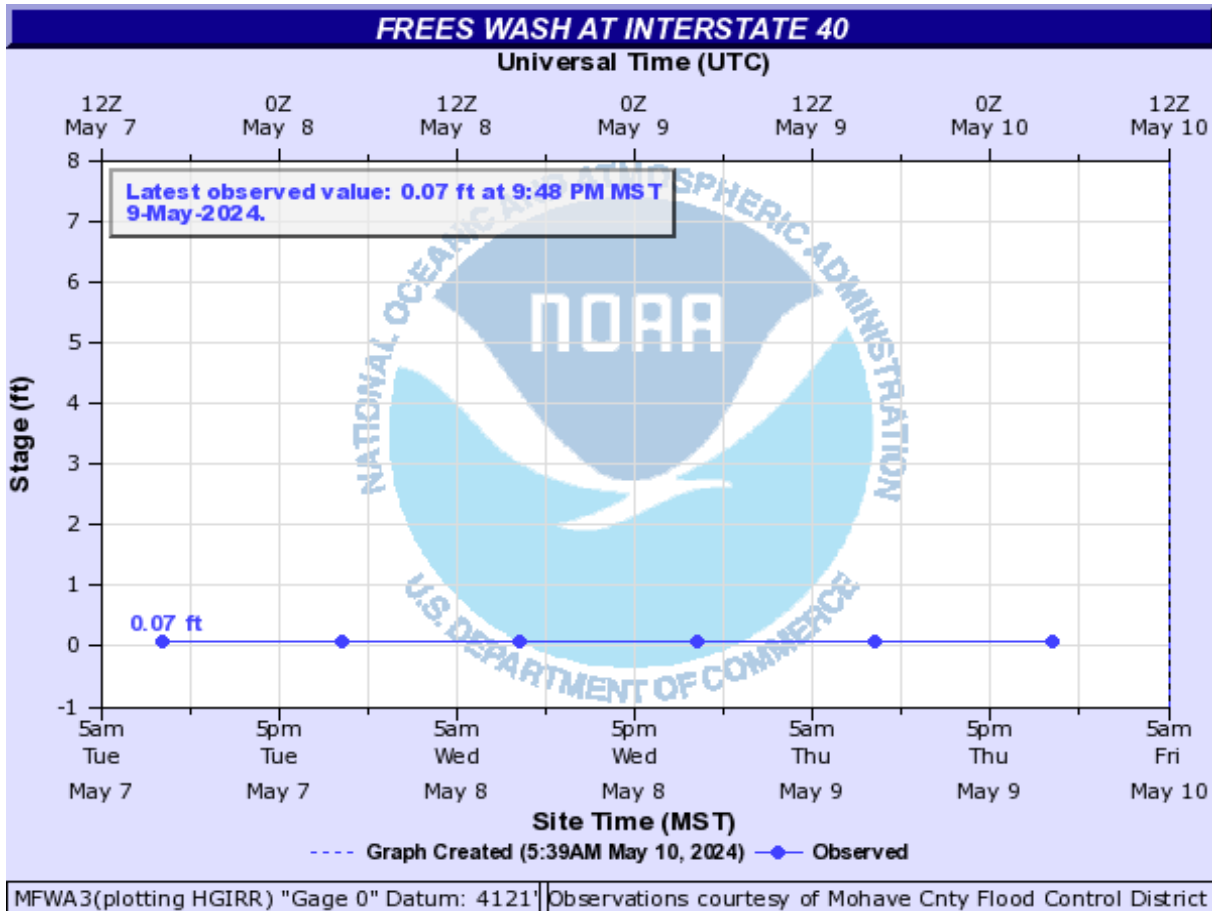 FREES WASH AT INTERSTATE 40
Universal Time (UTC)
12Z 0Z 12Z 0Z 12Z 0Z 12Z
May 7 May 8 May 8 May 9 May 9 May 10 May 10
Latest observed value: 0.07 ft at 9:48 PM MST
9-May-2024.
NATIONAL OCEANIC AND ATMOSPHERIC ADMINISTRATION
NOAA
U.S. DEPARTMENT OF COMMERCE
Stage (ft)
8
7
6
5
4
3
2
1
0
-1
0.07 ft
5am 5pm 5am 5pm 5am 5pm 5am
Tue Tue Wed Wed Thu Thu Fri
May 7 May 7 May 8 May 8 May 9 May 9 May 10
Site Time (MST)
Graph Created (5:39AM May 10, 2024) Observed
MFWA3(plotting HGIRR) "Gage 0" Datum: 4121' Observations courtesy of Mohave Cnty Flood Control District